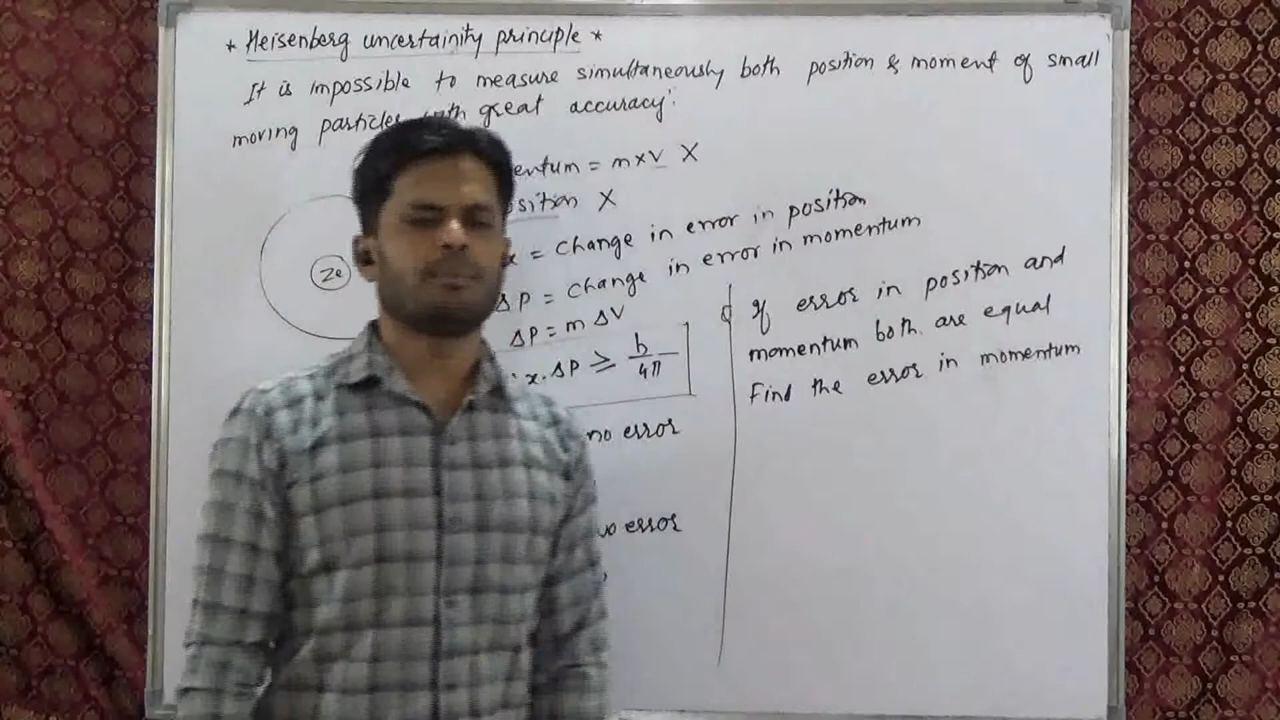 * Heisenberg uncertainity principle *
It is impossible to measure simultaneously both position & moment of small
moving particles with great accuracy.
entum = m×v X
sition X
x = change in error in position
ΔP = change in error in momentum
ΔP = m ΔV
x.ΔP ≥ h/4π
no error
no error
Ze
If error in position and
momentum both are equal
Find the error in momentum